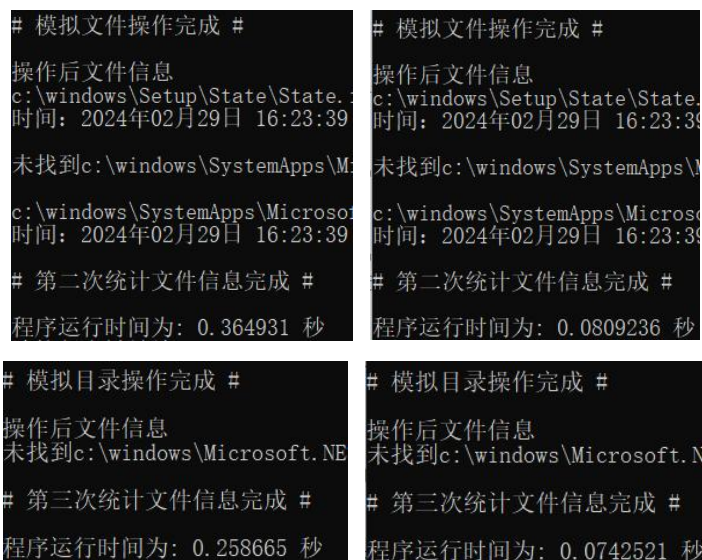 # 模拟文件操作完成 #
操作后文件信息
c:\windows\Setup\State\State.
时间: 2024年02月29日 16:23:39
未找到c:\windows\SystemApps\M
c:\windows\SystemApps\Microsof
时间: 2024年02月29日 16:23:39
# 第二次统计文件信息完成 #
程序运行时间为: 0.364931 秒
# 模拟文件操作完成 #
操作后文件信息
c:\windows\Setup\State\State.
时间: 2024年02月29日 16:23:39
未找到c:\windows\SystemApps\M
c:\windows\SystemApps\Microso
时间: 2024年02月29日 16:23:39
# 第二次统计文件信息完成 #
程序运行时间为: 0.0809236 秒
# 模拟目录操作完成 #
操作后文件信息
未找到c:\windows\Microsoft.NE
# 第三次统计文件信息完成 #
程序运行时间为: 0.258665 秒
# 模拟目录操作完成 #
操作后文件信息
未找到c:\windows\Microsoft.N
# 第三次统计文件信息完成 #
程序运行时间为: 0.0742521 秒